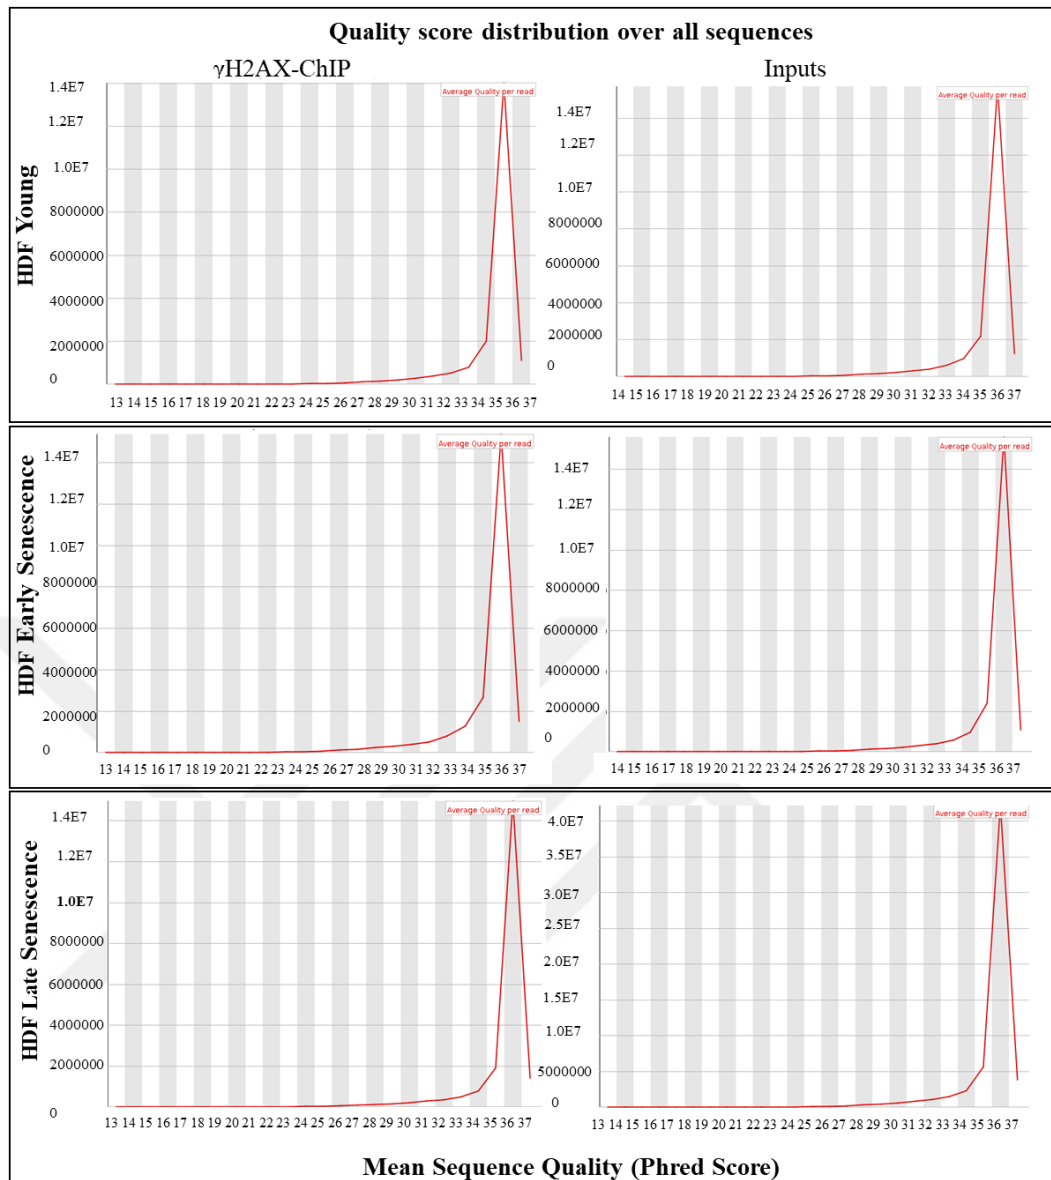 Quality score distribution over all sequences
γH2AX-ChIP
Inputs
HDF Young
1.4E7
1.2E7
1.0E7
8000000
6000000
4000000
2000000
0
Average Quality per read
13 14 15 16 17 18 19 20 21 22 23 24 25 26 27 28 29 30 31 32 33 34 35 36 37
1.4E7
1.2E7
1.0E7
8000000
6000000
4000000
2000000
0
Average Quality per read
14 15 16 17 18 19 20 21 22 23 24 25 26 27 28 29 30 31 32 33 34 35 36 37
HDF Early Senescence
1.4E7
1.2E7
1.0E7
8000000
6000000
4000000
2000000
0
Average Quality per read
13 14 15 16 17 18 19 20 21 22 23 24 25 26 27 28 29 30 31 32 33 34 35 36 37
1.4E7
1.2E7
1.0E7
8000000
6000000
4000000
2000000
0
Average Quality per read
14 15 16 17 18 19 20 21 22 23 24 25 26 27 28 29 30 31 32 33 34 35 36 37
HDF Late Senescence
1.4E7
1.2E7
1.0E7
8000000
6000000
4000000
2000000
0
Average Quality per read
13 14 15 16 17 18 19 20 21 22 23 24 25 26 27 28 29 30 31 32 33 34 35 36 37
4.0E7
3.5E7
3.0E7
2.5E7
2.0E7
1.5E7
1.0E7
5000000
0
Average Quality per read
13 14 15 16 17 18 19 20 21 22 23 24 25 26 27 28 29 30 31 32 33 34 35 36 37
Mean Sequence Quality (Phred Score)